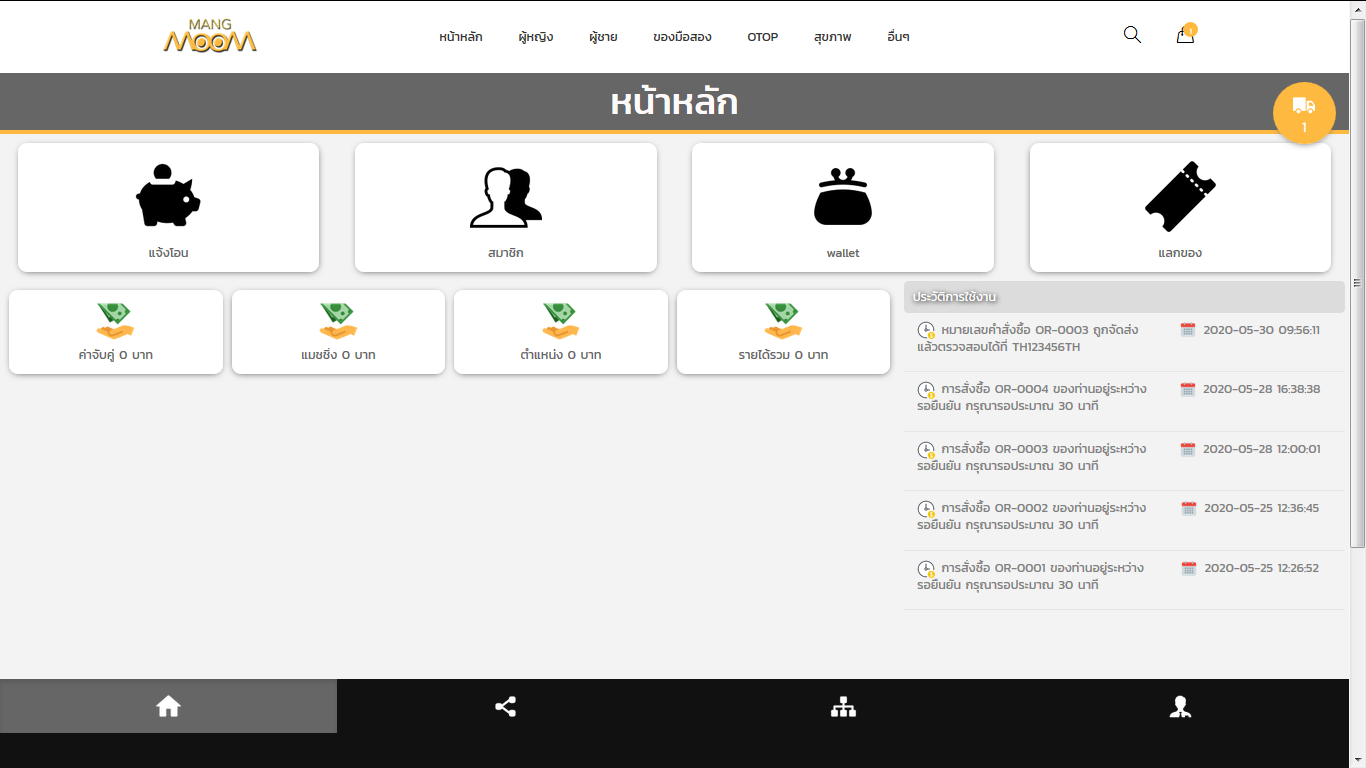 MANG
MOOM
หน้าหลัก ผู้หญิง ผู้ชาย ของมือสอง OTOP สุขภาพ อื่นๆ
1
หน้าหลัก
1
แจ้งโอน สมาชิก wallet แลกของ
ค่าจับคู่ 0 บาท แมชชิ่ง 0 บาท ตำแหน่ง 0 บาท รายได้รวม 0 บาท
ประวัติการใช้งาน
หมายเลขคำสั่งซื้อ OR-0003 ถูกจัดส่ง 2020-05-30 09:56:11
แล้วตรวจสอบได้ที่ TH123456TH
การสั่งซื้อ OR-0004 ของท่านอยู่ระหว่าง 2020-05-28 16:38:38
รอยืนยัน กรุณารอประมาณ 30 นาที
การสั่งซื้อ OR-0003 ของท่านอยู่ระหว่าง 2020-05-28 12:00:01
รอยืนยัน กรุณารอประมาณ 30 นาที
การสั่งซื้อ OR-0002 ของท่านอยู่ระหว่าง 2020-05-25 12:36:45
รอยืนยัน กรุณารอประมาณ 30 นาที
การสั่งซื้อ OR-0001 ของท่านอยู่ระหว่าง 2020-05-25 12:26:52
รอยืนยัน กรุณารอประมาณ 30 นาที